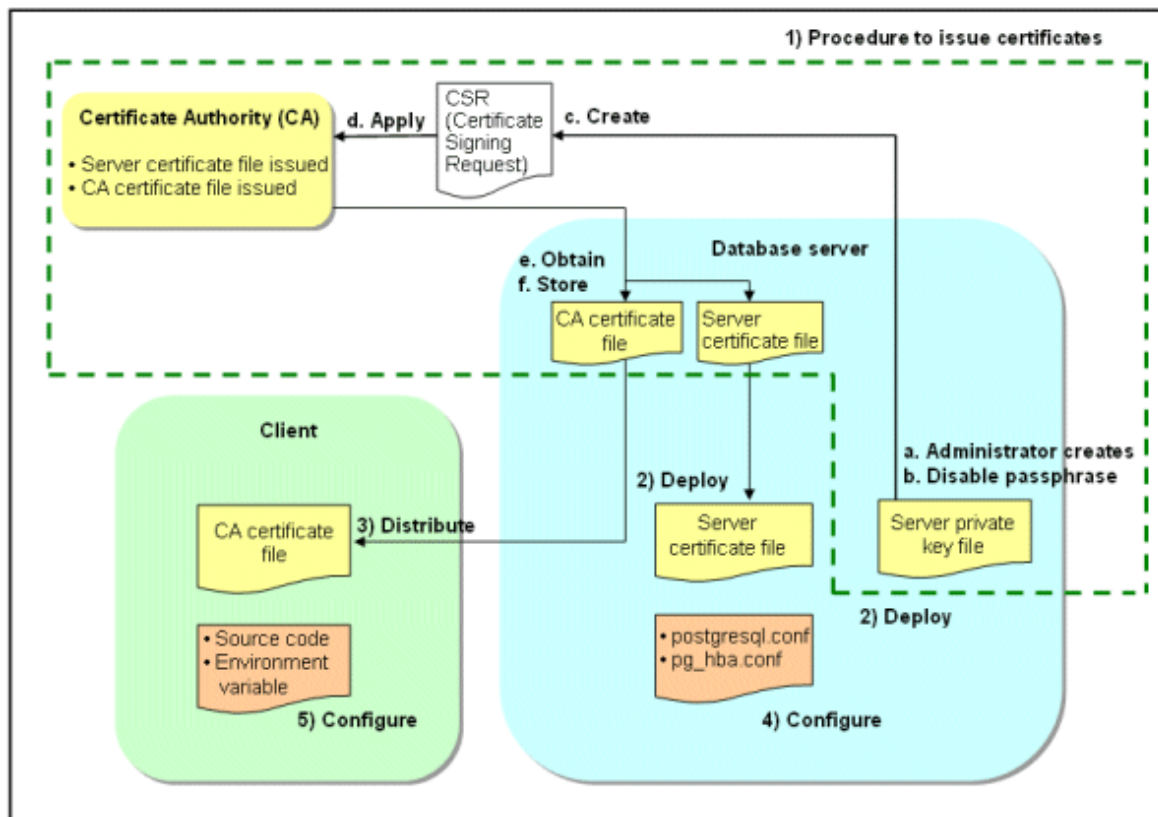 1) Procedure to issue certificates
Certificate Authority (CA)
• Server certificate file issued
• CA certificate file issued
d. Apply
CSR
(Certificate
Signing
Request)
c. Create
Database server
e. Obtain
f. Store
CA certificate
file
Server
certificate file
Client
a. Administrator creates
b. Disable passphrase
2) Deploy
CA certificate
file
3) Distribute
Server
certificate file
Server private
key file
2) Deploy
• Source code
• Environment
variable
5) Configure
• postgresql.conf
• pg_hba.conf
4) Configure